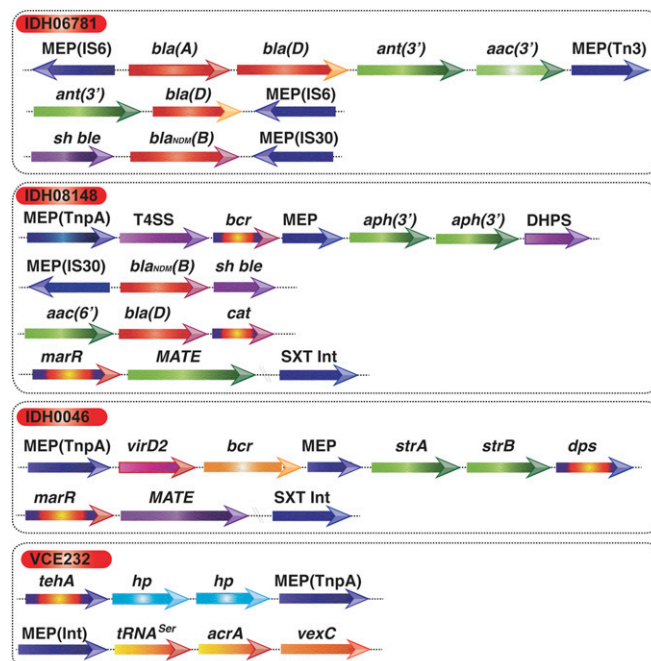 IDH06781
MEP(IS6) bla(A) bla(D) ant(3') aac(3') MEP(Tn3)
ant(3') bla(D) MEP(IS6)
sh ble blaNDM(B) MEP(IS30)
IDH08148
MEP(TnpA) T4SS bcr MEP aph(3') aph(3') DHPS
MEP(IS30) blaNDM(B) sh ble
aac(6') bla(D) cat
marR MATE SXT Int
IDH0046
MEP(TnpA) virD2 bcr MEP strA strB dps
marR MATE SXT Int
VCE232
tehA hp hp MEP(TnpA)
MEP(Int) tRNASer acrA vexC